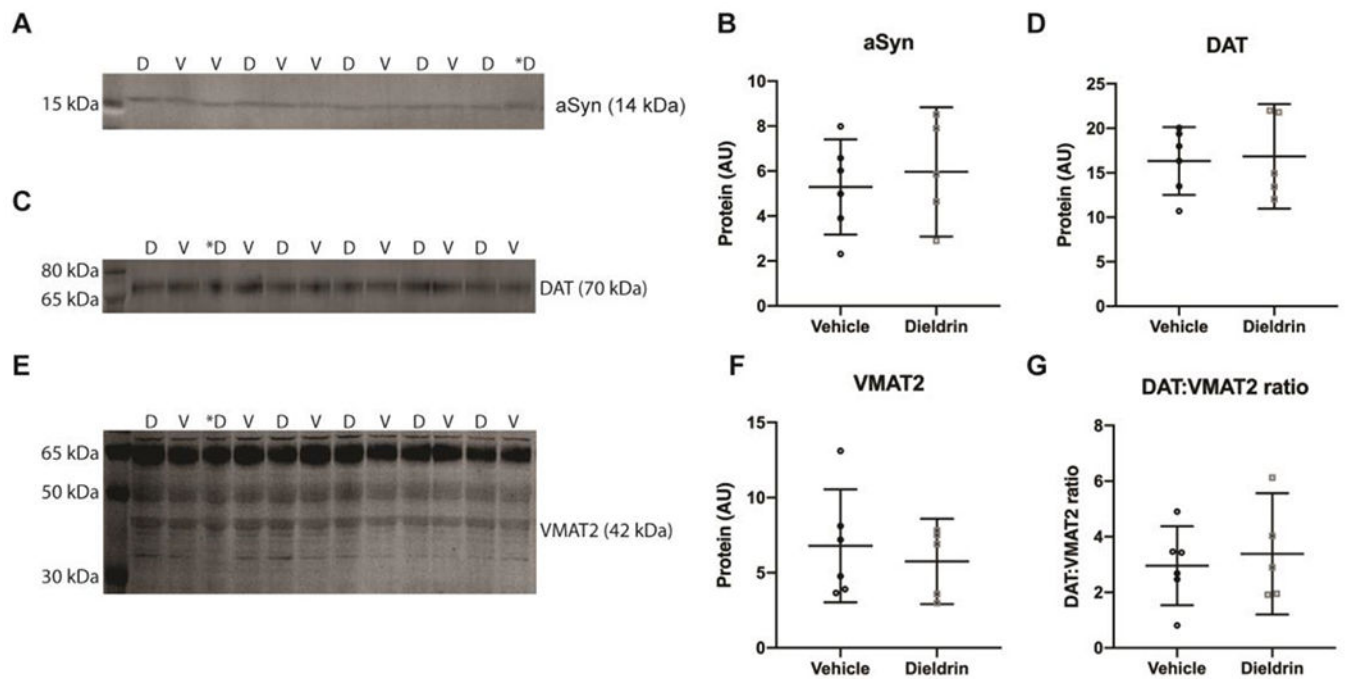 A
D V V D V V D V D V D *D
15 kDa
aSyn (14 kDa)
C
D V *D V D V D V D V D V
80 kDa
65 kDa
DAT (70 kDa)
E
D V *D V D V D V D V D V
65 kDa
50 kDa
30 kDa
VMAT2 (42 kDa)
B
aSyn
Protein (AU)
10
8
6
4
2
0
Vehicle Dieldrin
D
DAT
Protein (AU)
25
20
15
10
5
0
Vehicle Dieldrin
F
VMAT2
Protein (AU)
15
10
5
0
Vehicle Dieldrin
G
DAT:VMAT2 ratio
DAT:VMAT2 ratio
8
6
4
2
0
Vehicle Dieldrin